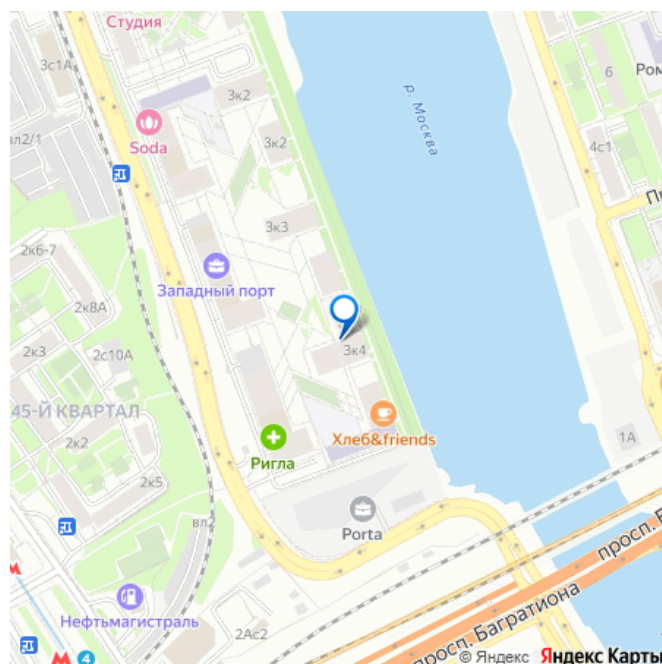 Студия
3с1А
3к2
6
Ром
р. Москва
вл2/1
Soda
3к2
4с1
3к3
2к6-7
Западный порт
2к8А
2к3
2с10А
3к4
45-Й КВАРТАЛ
Хлеб&friends
2к2
1А
Ригла
2к5
Porta
вл2
просп. Б
Нефтьмагистраль
2Ас2
просп. Багратиона
4
© Яндекс Яндекс Карты